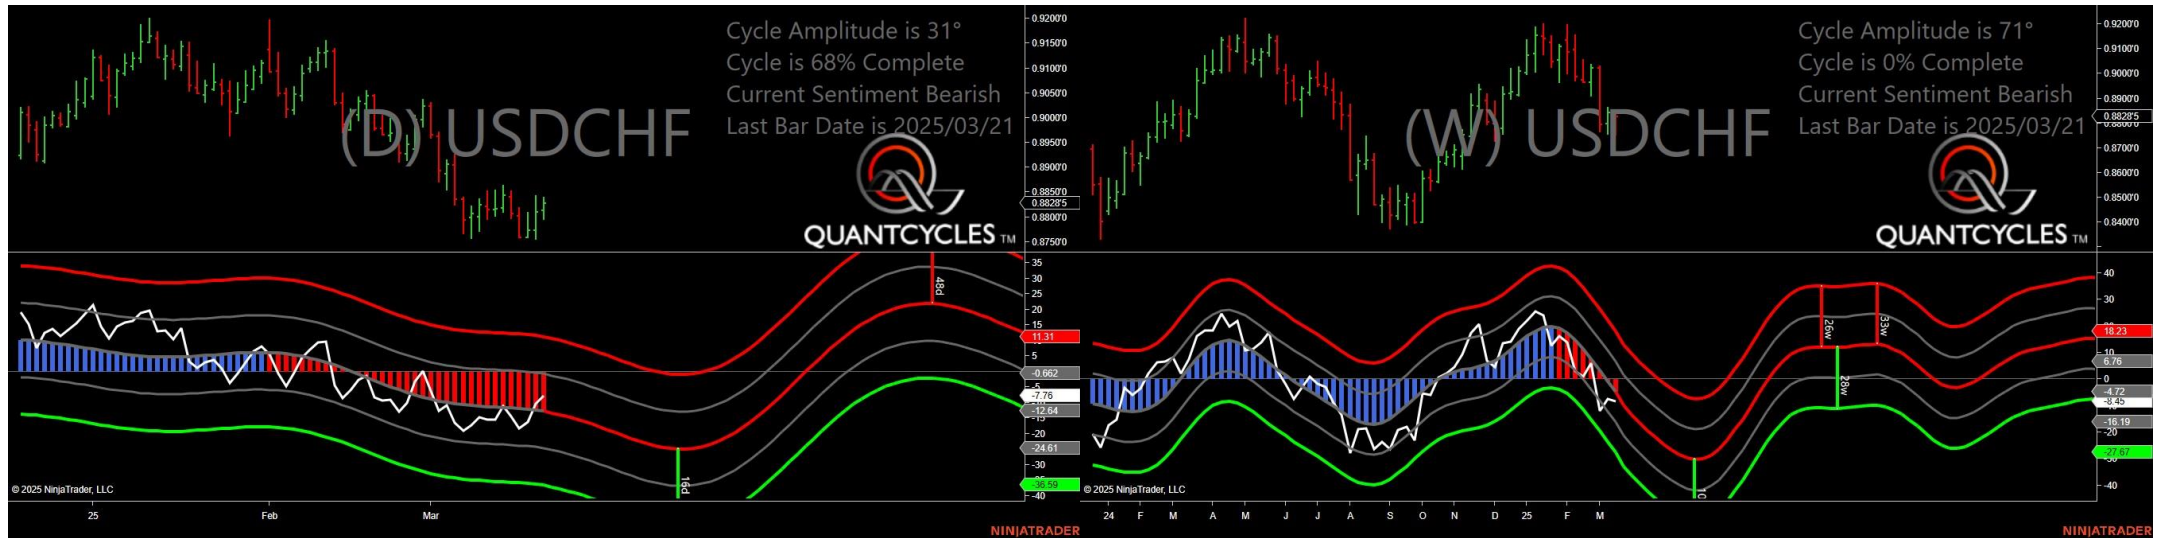 Cycle Amplitude is 31°
Cycle is 68% Complete
Current Sentiment Bearish
Last Bar Date is 2025/03/21
(D) USDCHF
QUANTCYCLES TM
0.9200'0
0.9150'0
0.9100'0
0.9050'0
0.9000'0
0.8950'0
0.8900'0
0.8850'0
0.8828'5
0.8800'0
0.8750'0
48d
16d
35
30
25
20
15
11.31
5
-0.662
-5
-7.76
-12.64
-20
-24.61
-30
-36.59
-40
© 2025 NinjaTrader, LLC
25
Feb
Mar
NINJATRADER
Cycle Amplitude is 71°
Cycle is 0% Complete
Current Sentiment Bearish
Last Bar Date is 2025/03/21
(W) USDCHF
QUANTCYCLES TM
0.9200'0
0.9100'0
0.9000'0
0.8900'0
0.8828'5
0.8700'0
0.8600'0
0.8500'0
0.8400'0
26w
33w
28w
10
40
30
18.23
10
6.76
0
-4.72
-8.45
-16.19
-20
-27.67
-40
© 2025 NinjaTrader, LLC
24 F M A M J J A S O N D 25 F M
NINJATRADER